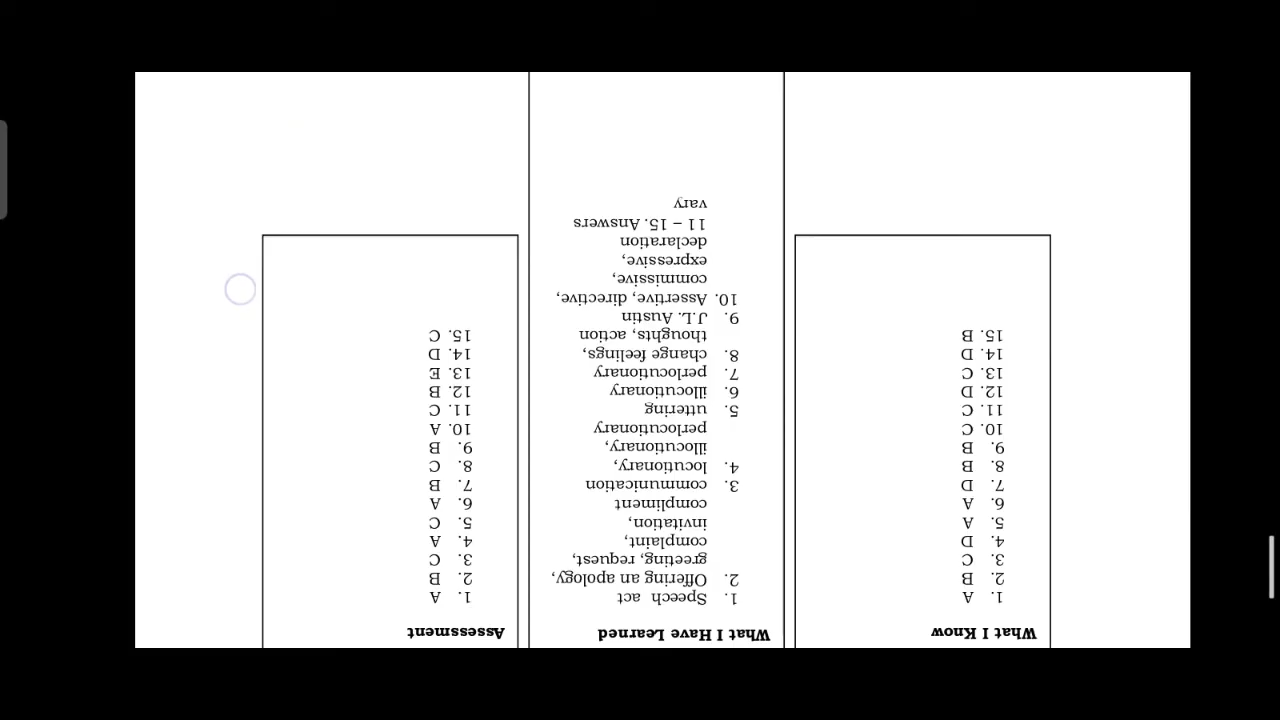 What I Know
1. A
2. B
3. C
4. D
5. A
6. A
7. D
8. B
9. B
10. C
11. C
12. D
13. C
14. D
15. B
What I Have Learned
1. Speech act
2. Offering an apology,
greeting, request,
complaint,
invitation,
compliment
3. communication
4. locutionary,
illocutionary,
perlocutionary
5. uttering
6. illocutionary
7. perlocutionary
8. change feelings,
thoughts, action
9. J.L. Austin
10. Assertive, directive,
commissive,
expressive,
declaration
11 – 15. Answers
vary
Assessment
1. A
2. B
3. C
4. A
5. C
6. A
7. B
8. C
9. B
10. A
11. C
12. B
13. E
14. D
15. C